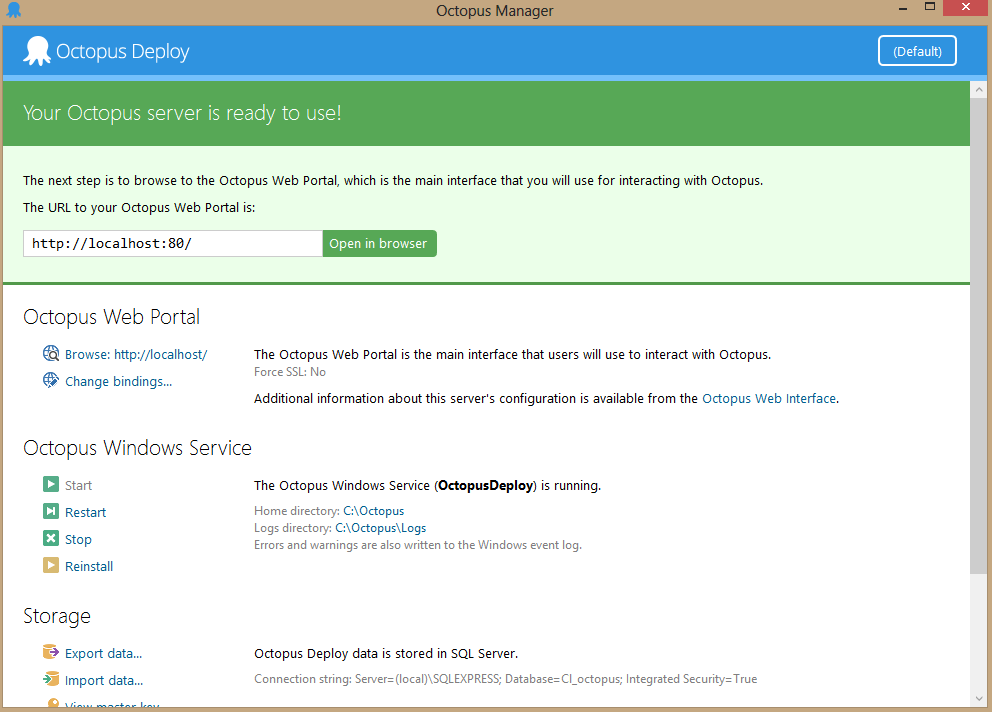 Octopus Manager
Octopus Deploy
(Default)
Your Octopus server is ready to use!
The next step is to browse to the Octopus Web Portal, which is the main interface that you will use for interacting with Octopus.
The URL to your Octopus Web Portal is:
http://localhost:80/
Open in browser
Octopus Web Portal
Browse: http://localhost/
The Octopus Web Portal is the main interface that users will use to interact with Octopus.
Force SSL: No
Change bindings...
Additional information about this server's configuration is available from the Octopus Web Interface.
Octopus Windows Service
Start
The Octopus Windows Service (OctopusDeploy) is running.
Restart
Home directory: C:\Octopus
Logs directory: C:\Octopus\Logs
Stop
Errors and warnings are also written to the Windows event log.
Reinstall
Storage
Export data...
Octopus Deploy data is stored in SQL Server.
Import data...
Connection string: Server=(local)\SQLEXPRESS; Database=CI_octopus; Integrated Security=True
View master key